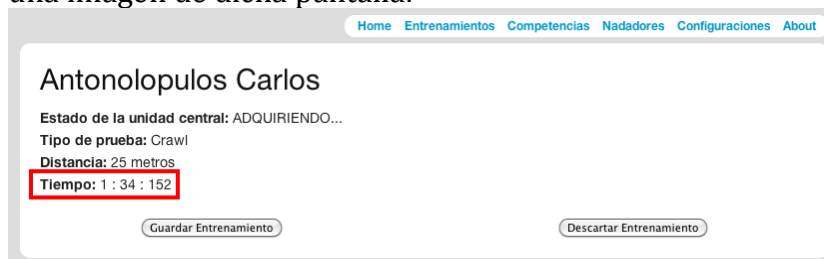 una imagen de dicha pantalla.
Home Entrenamientos Competencias Nadadores Configuraciones About
Antonolopulos Carlos
Estado de la unidad central: ADQUIRIENDO...
Tipo de prueba: Crawl
Distancia: 25 metros
Tiempo: 1 : 34 : 152
Guardar Entrenamiento Descartar Entrenamiento